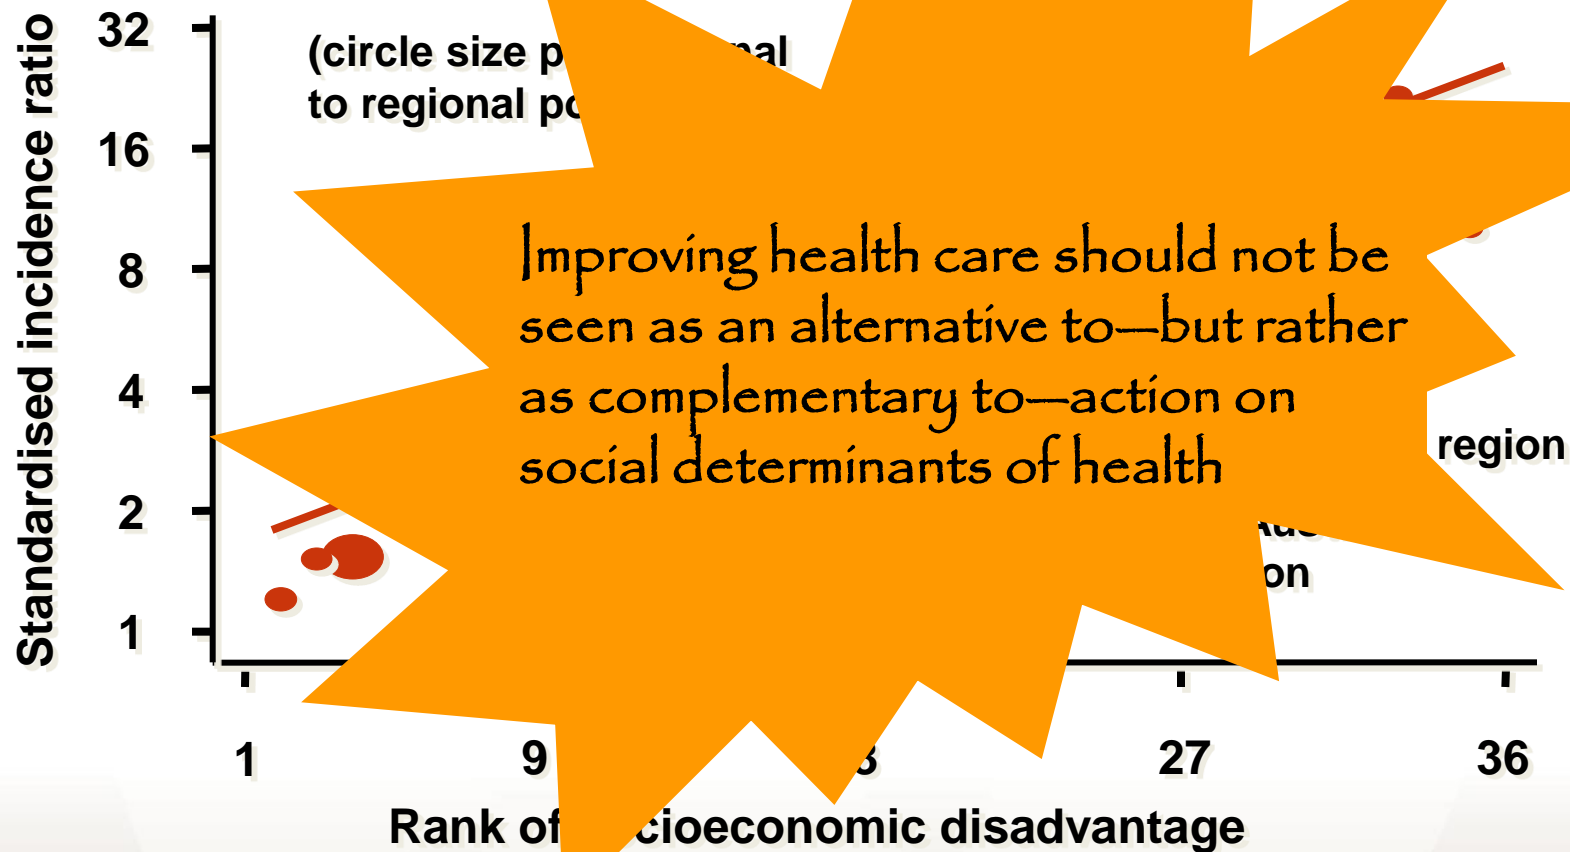 Standardised incidence ratio
32
16
8
4
2
1
(circle size
to regional
Improving health care should not be
seen as an alternative to—but rather
as complementary to—action on
social determinants of health
region
1
9
27
36
Rank of disadvantage